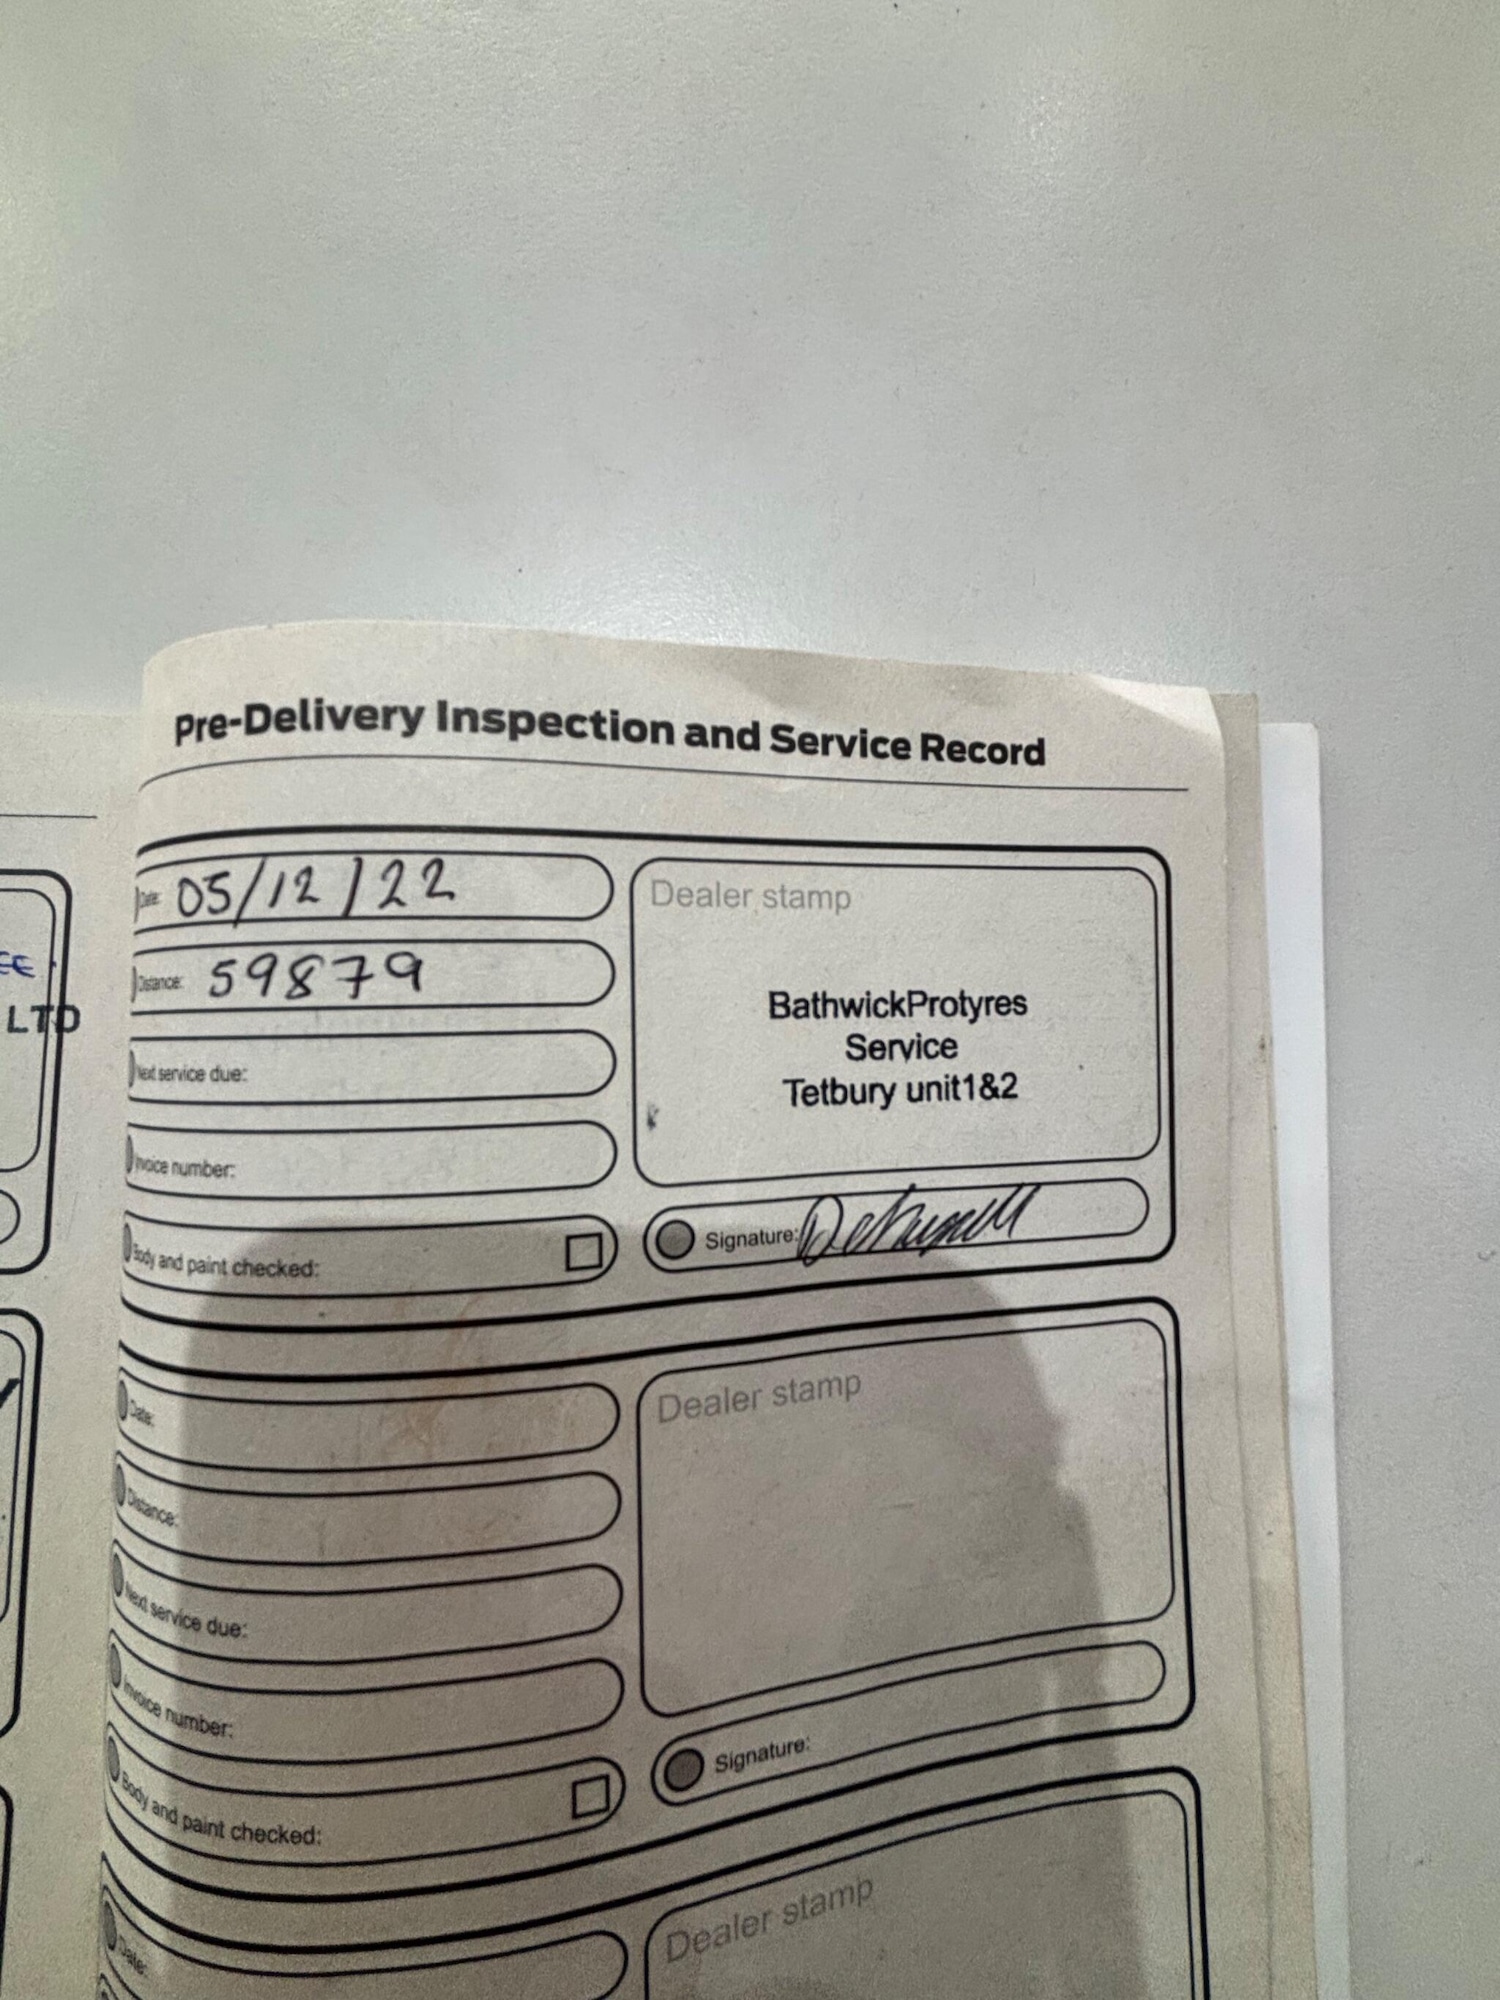 Pre-Delivery Inspection and Service Record
Date: 05/12/22
Distance: 59879
Next service due:
Invoice number:
Body and paint checked:
Dealer stamp
BathwickProtyres
Service
Tetbury unit1&2
Signature:
Date:
Distance:
Next service due:
Invoice number:
Body and paint checked:
Dealer stamp
Signature:
Date:
Dealer stamp
LTD